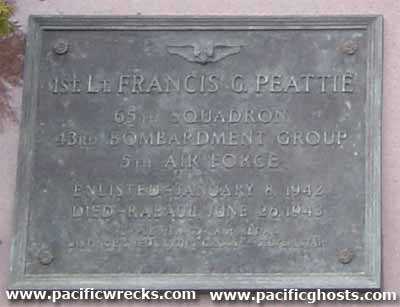 1ST LT. FRANCIS G. PEATTIE
65TH SQUADRON
43RD BOMBARDMENT GROUP
5TH AIR FORCE
ENLISTED - JANUARY 8, 1942
DIED - RABAUL JUNE 26, 1943
www.pacificwrecks.com www.pacificghosts.com